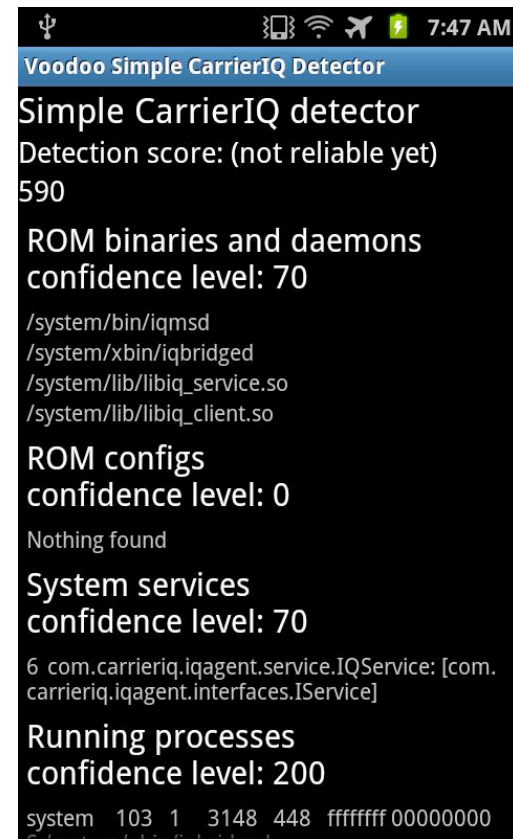 7:47 AM
Voodoo Simple CarrierIQ Detector
Simple CarrierIQ detector
Detection score: (not reliable yet)
590
ROM binaries and daemons
confidence level: 70
/system/bin/iqmsd
/system/xbin/iqbridged
/system/lib/libiq_service.so
/system/lib/libiq_client.so
ROM configs
confidence level: 0
Nothing found
System services
confidence level: 70
6 com.carrieriq.iqagent.service.IQService: [com.
carrieriq.iqagent.interfaces.IService]
Running processes
confidence level: 200
system 103 1 3148 448 ffffffff 00000000